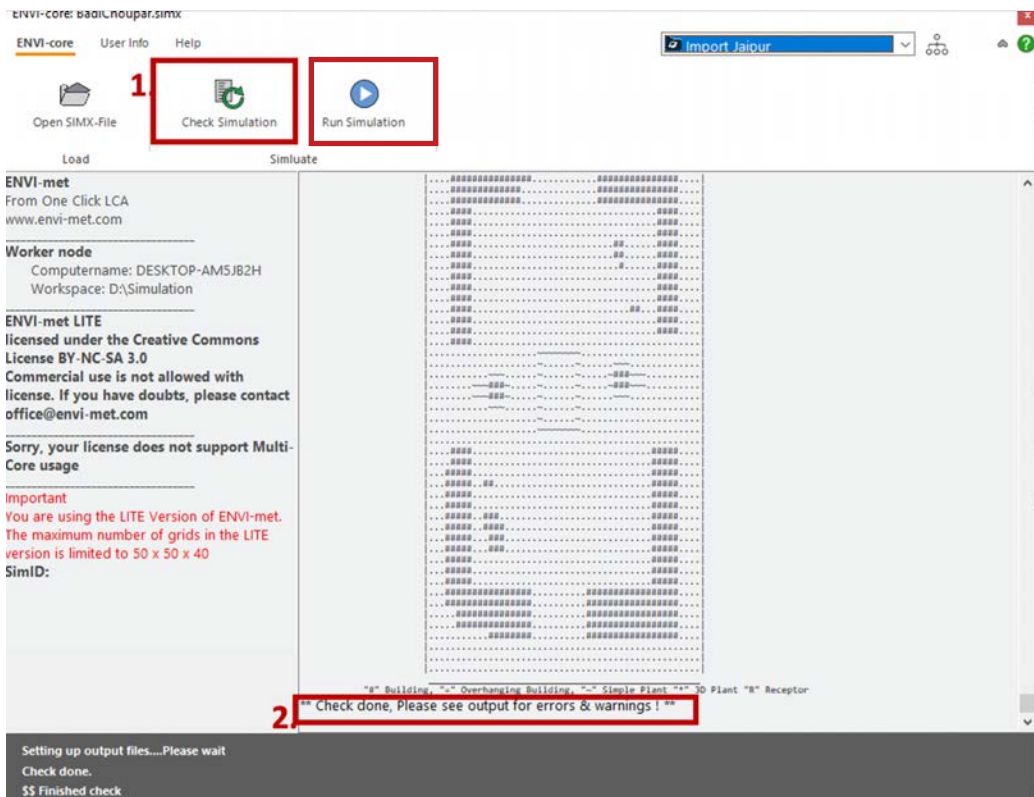 ENVI-core: BadiChoupar.simx
x
ENVI-core User Info Help
Import Jaipur
?
1.
Open SIMX-File Check Simulation Run Simulation
Load Simluate
ENVI-met
From One Click LCA
www.envi-met.com
Worker node
Computername: DESKTOP-AM5JB2H
Workspace: D:\Simulation
ENVI-met LITE
licensed under the Creative Commons
License BY-NC-SA 3.0
Commercial use is not allowed with
license. If you have doubts, please contact
office@envi-met.com
Sorry, your license does not support Multi-
Core usage
Important
You are using the LITE Version of ENVI-met.
The maximum number of grids in the LITE
version is limited to 50 x 50 x 40
SimID:
"#" Building, "=" Overhanging Building, "~" Simple Plant "*" 3D Plant "R" Receptor
2.
** Check done, Please see output for errors & warnings ! **
Setting up output files....Please wait
Check done.
$$ Finished check